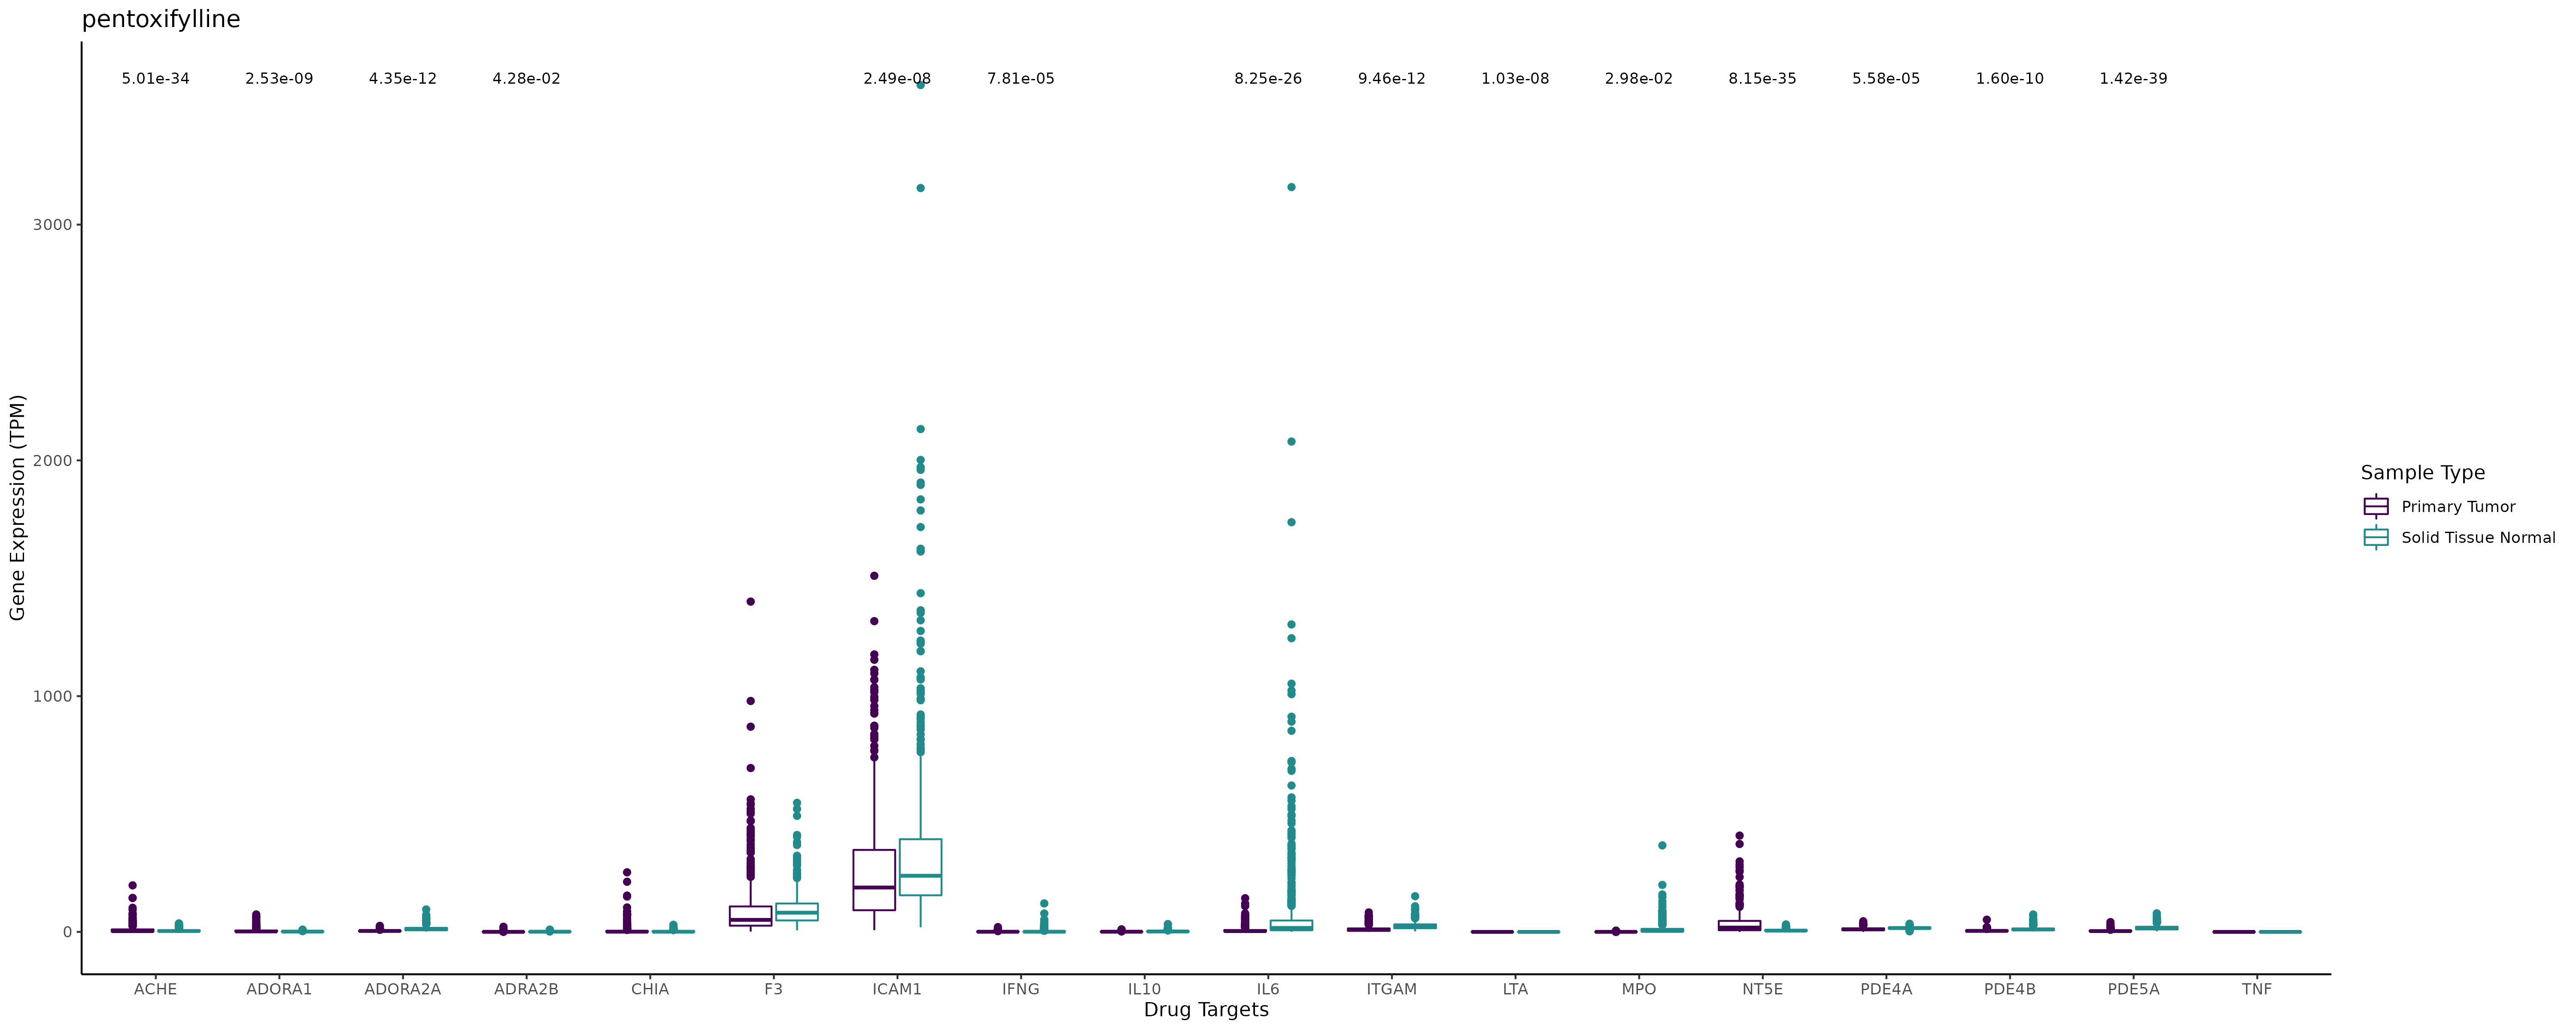 pentoxifylline
5.01e-34 2.53e-09 4.35e-12 4.28e-02 2.49e-08 7.81e-05 8.25e-26 9.46e-12 1.03e-08 2.98e-02 8.15e-35 5.58e-05 1.60e-10 1.42e-39
3000
2000
1000
0
Gene Expression (TPM)
ACHE ADORA1 ADORA2A ADRA2B CHIA F3 ICAM1 IFNG IL10 IL6 ITGAM LTA MPO NT5E PDE4A PDE4B PDE5A TNF
Drug Targets
Sample Type
Primary Tumor
Solid Tissue Normal